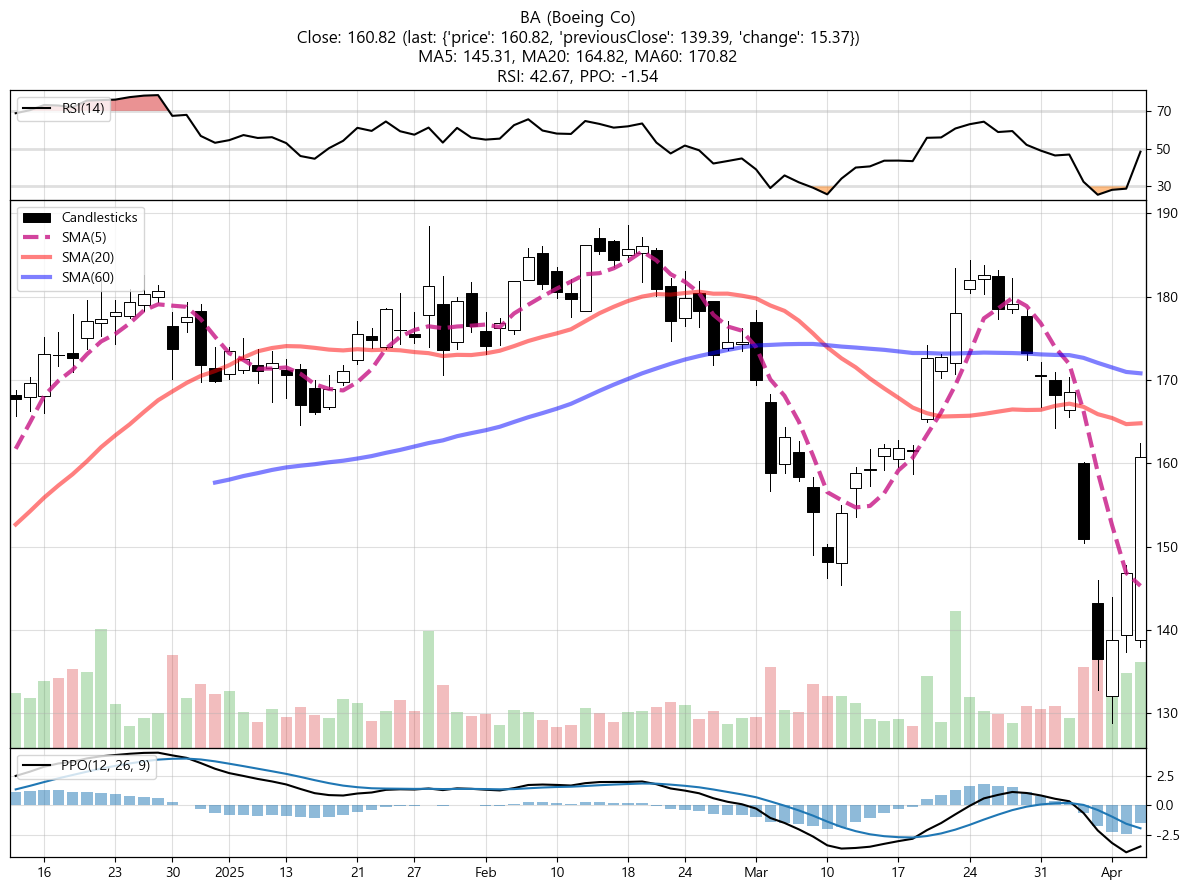 BA (Boeing Co)
Close: 160.82 (last: {'price': 160.82, 'previousClose': 139.39, 'change': 15.37})
MA5: 145.31, MA20: 164.82, MA60: 170.82
RSI: 42.67, PPO: -1.54
RSI(14)
70
50
30
Candlesticks
SMA(5)
SMA(20)
SMA(60)
190
180
170
160
150
140
130
PPO(12, 26, 9)
2.5
0.0
−2.5
16 23 30 2025 13 21 27 Feb 10 18 24 Mar 10 17 24 31 Apr